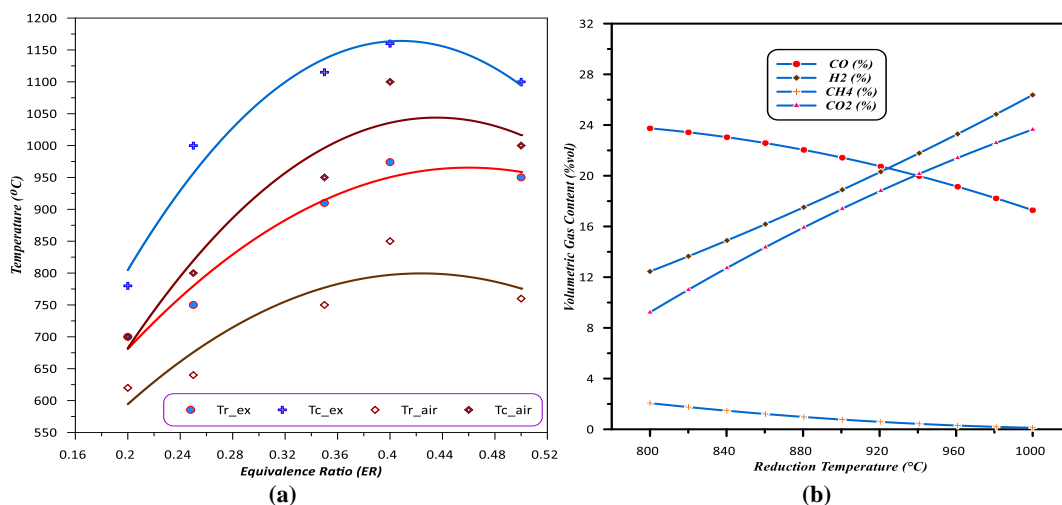 1200
1150
1100
1050
1000
950
900
850
800
750
700
650
600
550
Temperature (⁰C)
0.16 0.2 0.24 0.28 0.32 0.36 0.4 0.44 0.48 0.52
Equivalence Ratio (ER)
Tr_ex Tc_ex Tr_air Tc_air
(a)
32
28
24
20
16
12
8
4
0
Volumetric Gas Content (%vol)
CO (%)
H2 (%)
CH4 (%)
CO2 (%)
800 840 880 920 960 1000
Reduction Temperature (°C)
(b)